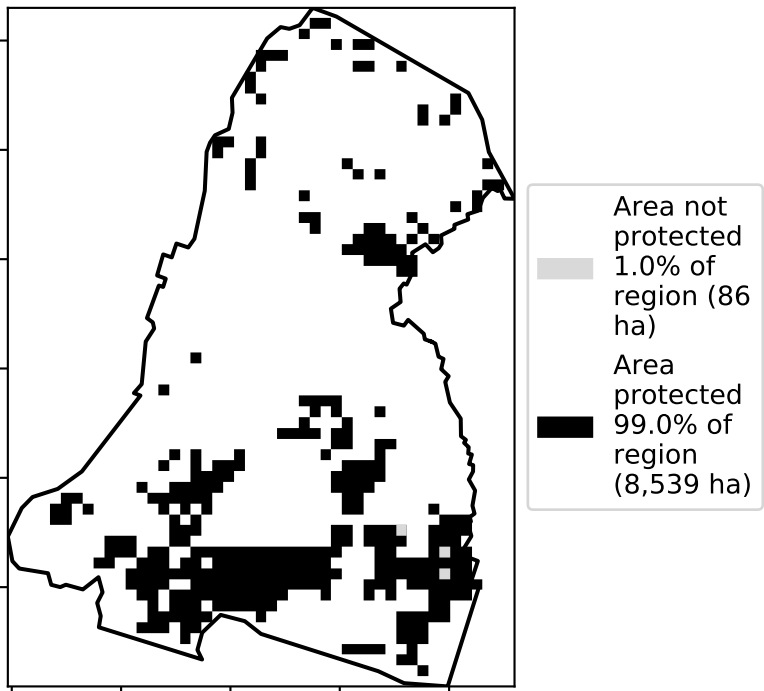 Area not
protected
1.0% of
region (86
ha)
Area
protected
99.0% of
region
(8,539 ha)